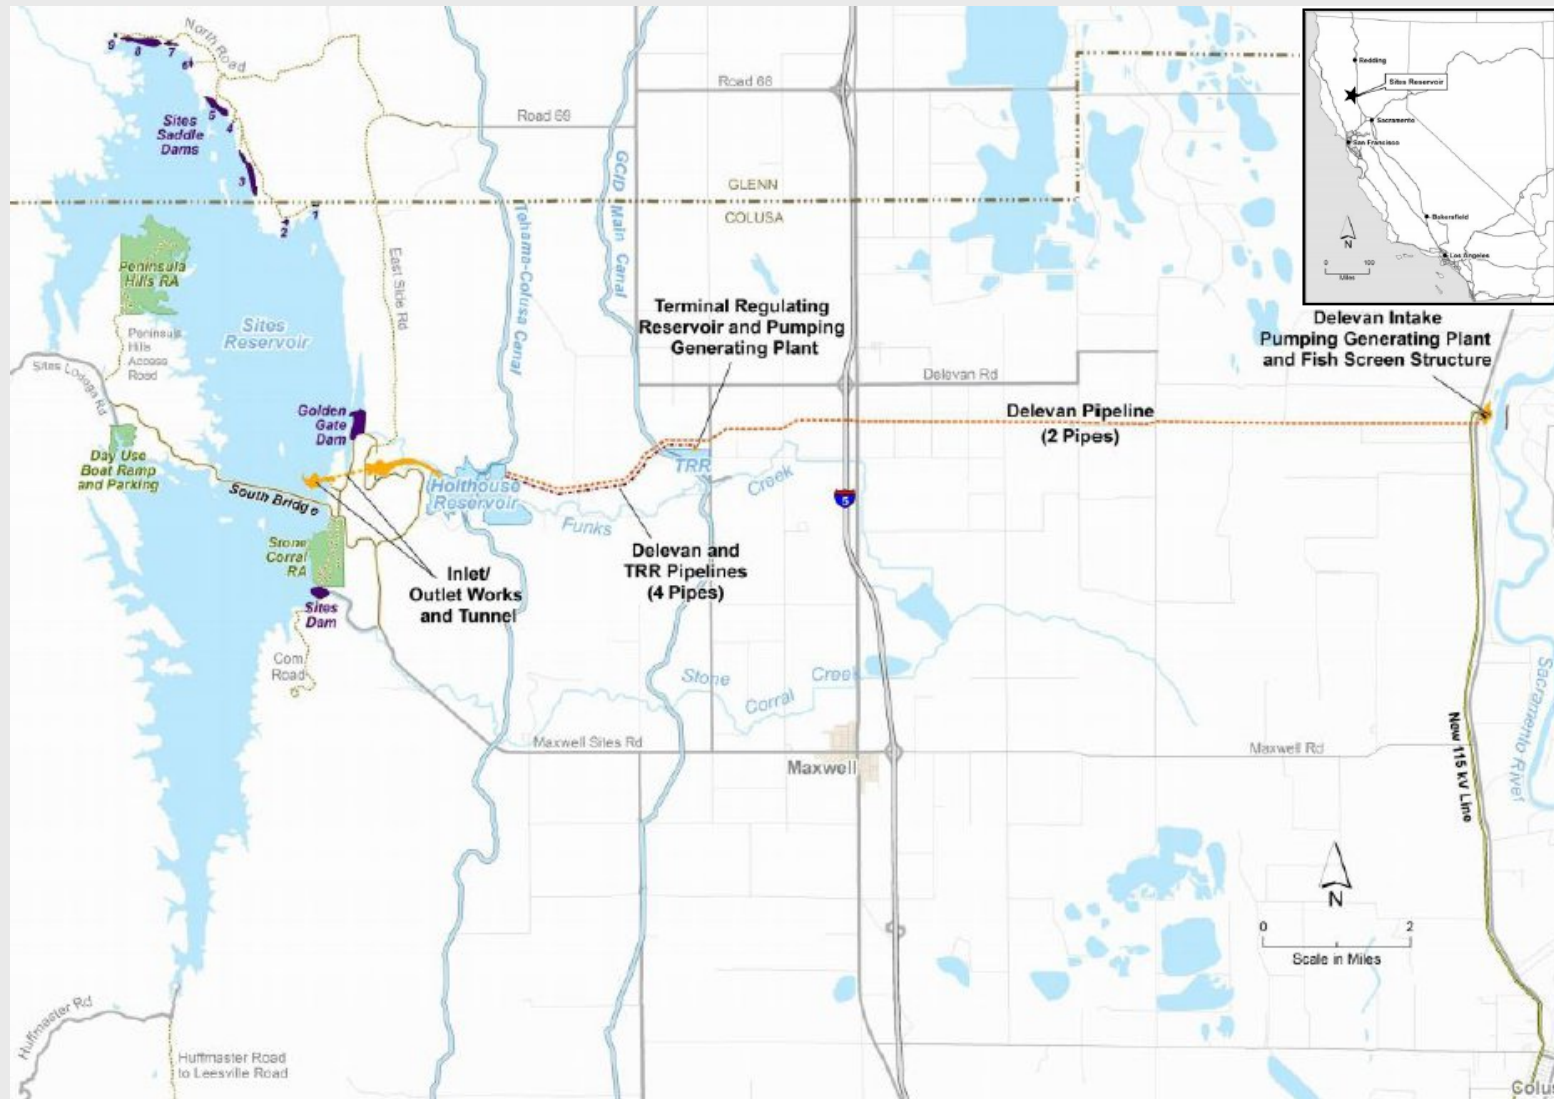 North Road
9
8
7
6
5
4
Sites
Saddle
Dams
3
2
1
Road 69
Road 68
GLENN
COLUSA
Tehama-Colusa Canal
GCID Main Canal
East Side Rd
Peninsula
Hills RA
Peninsula
Hills
Access
Road
Sites
Reservoir
Sites Lodoga Rd
Golden
Gate
Dam
Day Use
Boat Ramp
and Parking
South Bridge
Stone
Corral
RA
Sites
Dam
Com
Road
Inlet/
Outlet Works
and Tunnel
Holthouse
Reservoir
Funks
Creek
TRR
Terminal Regulating
Reservoir and Pumping
Generating Plant
Delevan and
TRR Pipelines
(4 Pipes)
Delevan Rd
Delevan Pipeline
(2 Pipes)
5
Delevan Intake
Pumping Generating Plant
and Fish Screen Structure
Redding
Sites Reservoir
Sacramento
San Francisco
Bakersfield
Los Angeles
N
0 100
Miles
Stone
Corral
Creek
Maxwell Sites Rd
Maxwell
Maxwell Rd
New 115 kV Line
Sacramento River
N
0 2
Scale in Miles
Huffmaster Rd
Huffmaster Road
to Leesville Road
Colu